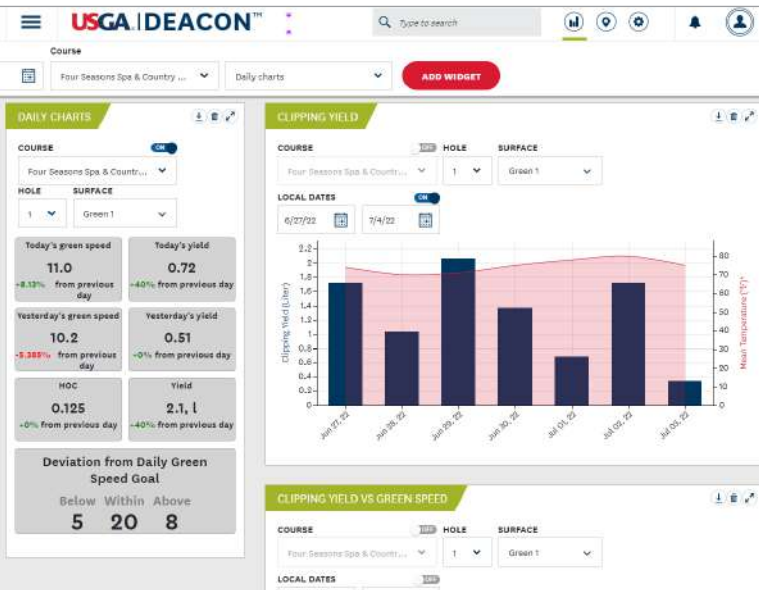 USGA | DEACON™
Type to search
Course
Four Seasons Spa & Country ...
Daily charts
ADD WIDGET
DAILY CHARTS
COURSE
ON
Four Seasons Spa & Countr...
HOLE SURFACE
1 Green 1
Today's green speed
11.0
+8.13% from previous
day
Today's yield
0.72
+40% from previous day
Yesterday's green speed
10.2
-5.385% from previous
day
Yesterday's yield
0.51
+0% from previous day
HOC
0.125
+0% from previous day
Yield
2.1, l
+40% from previous day
Deviation from Daily Green
Speed Goal
Below Within Above
5 20 8
CLIPPING YIELD
COURSE OFF HOLE SURFACE
Four Seasons Spa & Countr... 1 Green 1
LOCAL DATES ON
6/27/22 7/4/22
Clipping Yield (Liter)
2.2
2
1.8
1.6
1.4
1.2
1
0.8
0.6
0.4
0.2
0
80
70
60
50
40
30
20
10
0
Mean Temperature (°F)*
Jun 27, 22
Jun 28, 22
Jun 29, 22
Jun 30, 22
Jul 01, 22
Jul 02, 22
Jul 03, 22
CLIPPING YIELD VS GREEN SPEED
COURSE OFF HOLE SURFACE
Four Seasons Spa & Countr... 1 Green 1
LOCAL DATES OFF